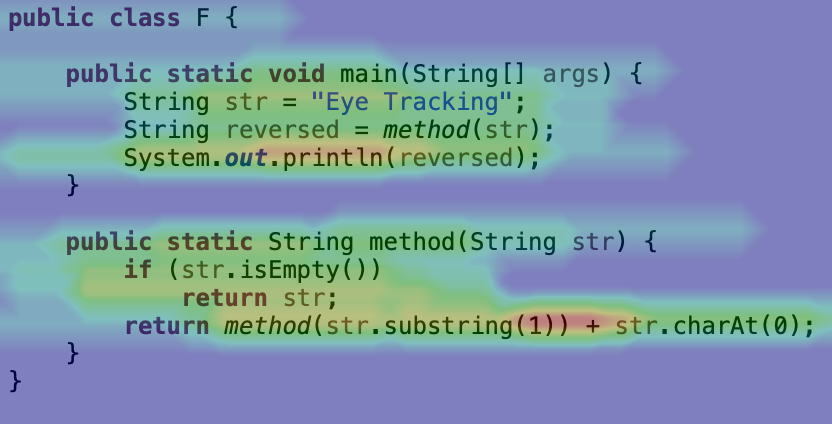 public class F {
public static void main(String[] args) {
String str = "Eye Tracking";
String reversed = method(str);
System.out.println(reversed);
}
public static String method(String str) {
if (str.isEmpty())
return str;
return method(str.substring(1)) + str.charAt(0);
}
}